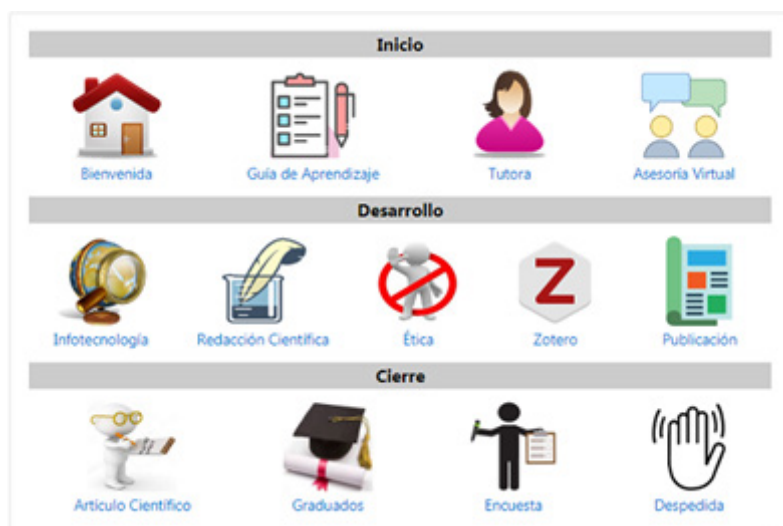 Inicio
Bienvenida Guía de Aprendizaje Tutora Asesoría Virtual
Desarrollo
Z
Infotecnología Redacción Científica Ética Zotero Publicación
Cierre
Artículo Científico Graduados Encuesta Despedida